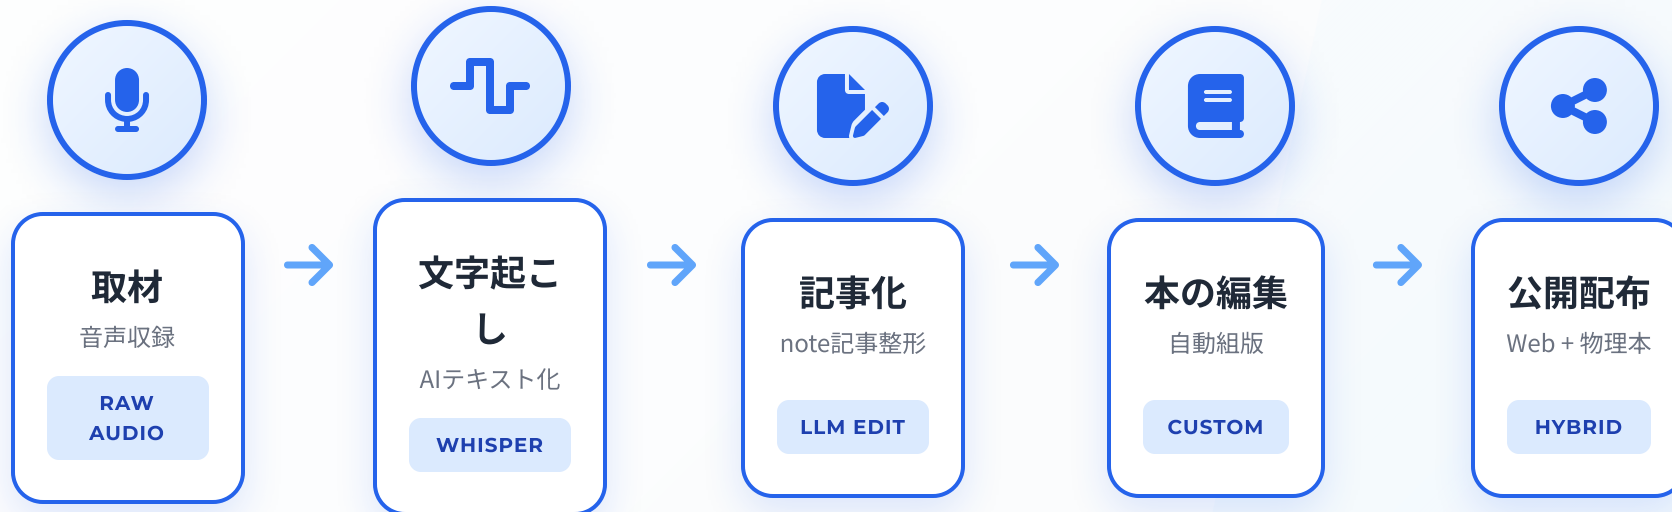 取材
音声収録
RAW
AUDIO
文字起こ
し
AIテキスト化
WHISPER
記事化
note記事整形
LLM EDIT
本の編集
自動組版
CUSTOM
公開配布
Web + 物理本
HYBRID